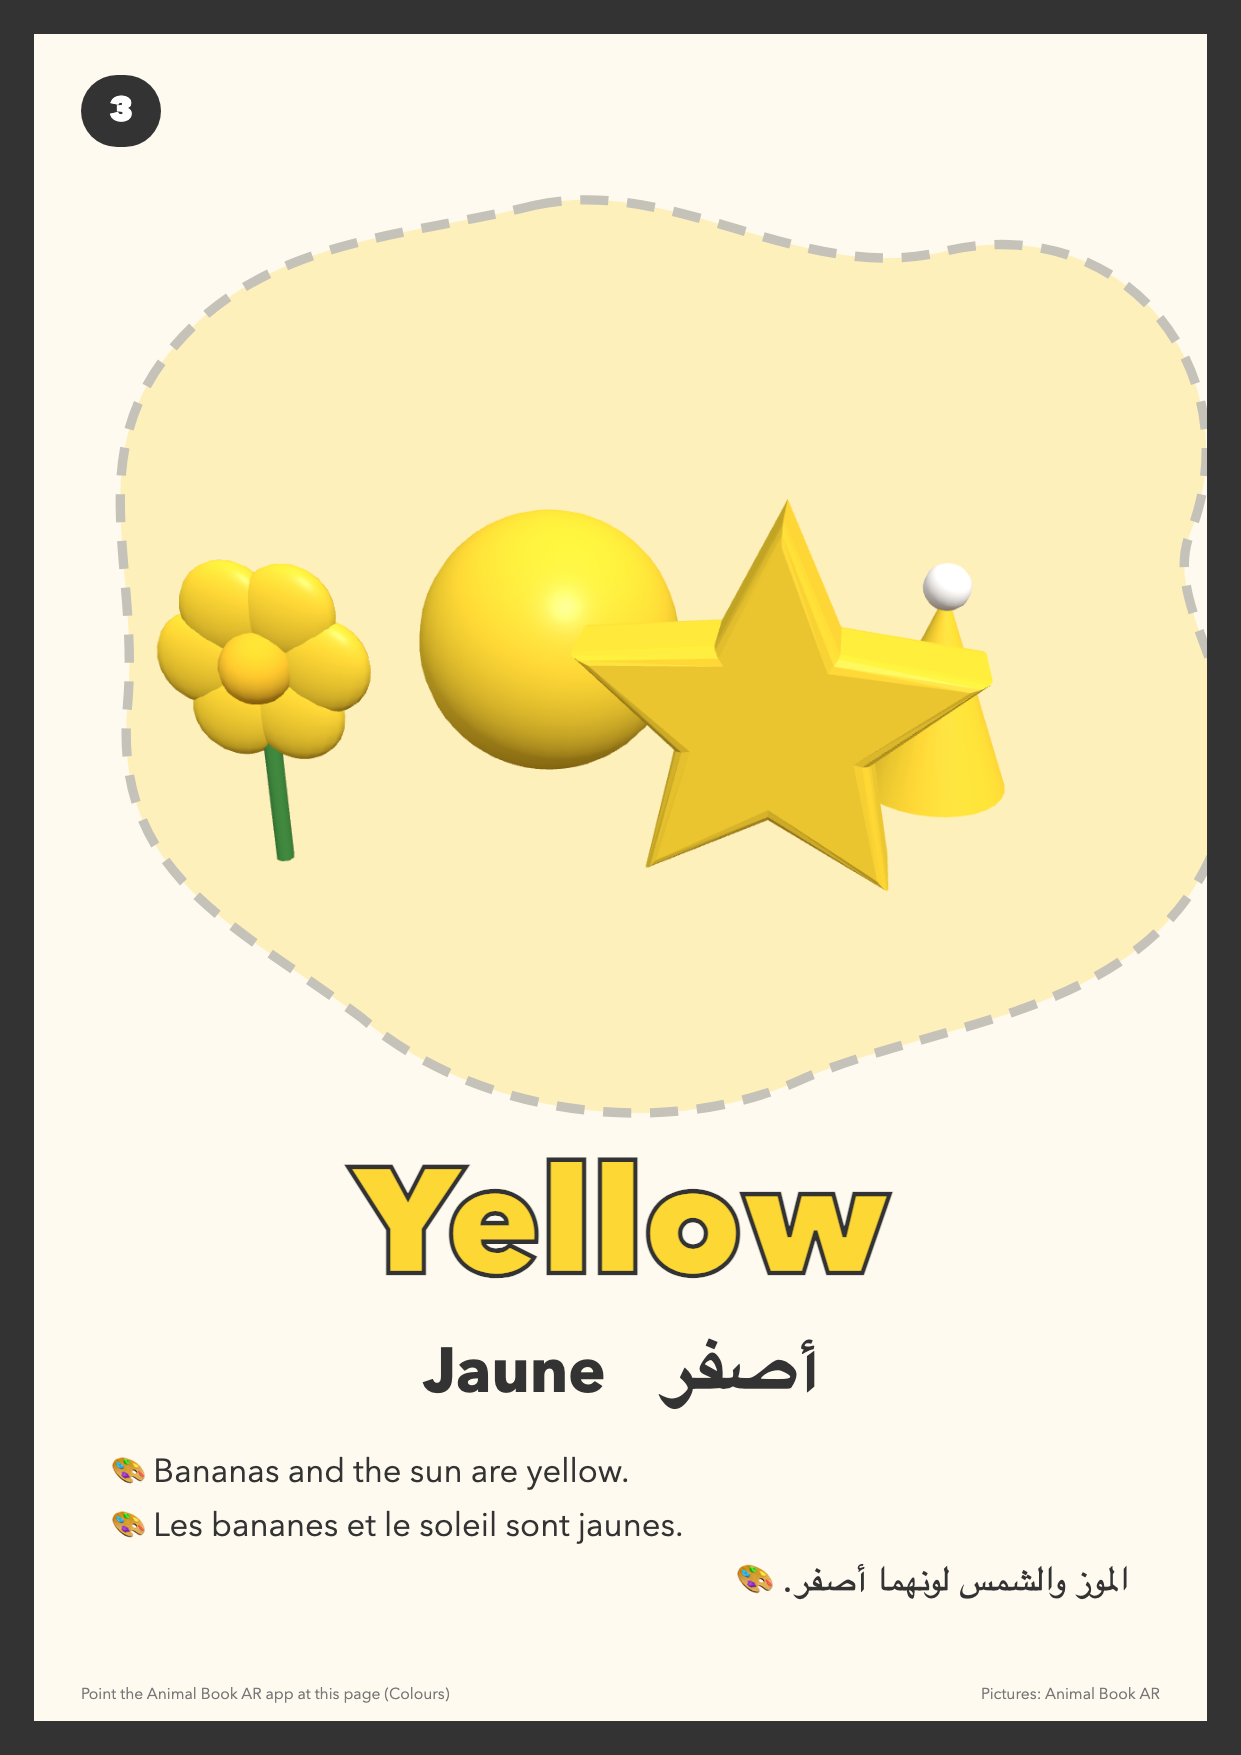 3
Yellow
Jaune أصفر
🎨 Bananas and the sun are yellow.
🎨 Les bananes et le soleil sont jaunes.
الموز والشمس لونهما أصفر. 🎨
Point the Animal Book AR app at this page (Colours)
Pictures: Animal Book AR